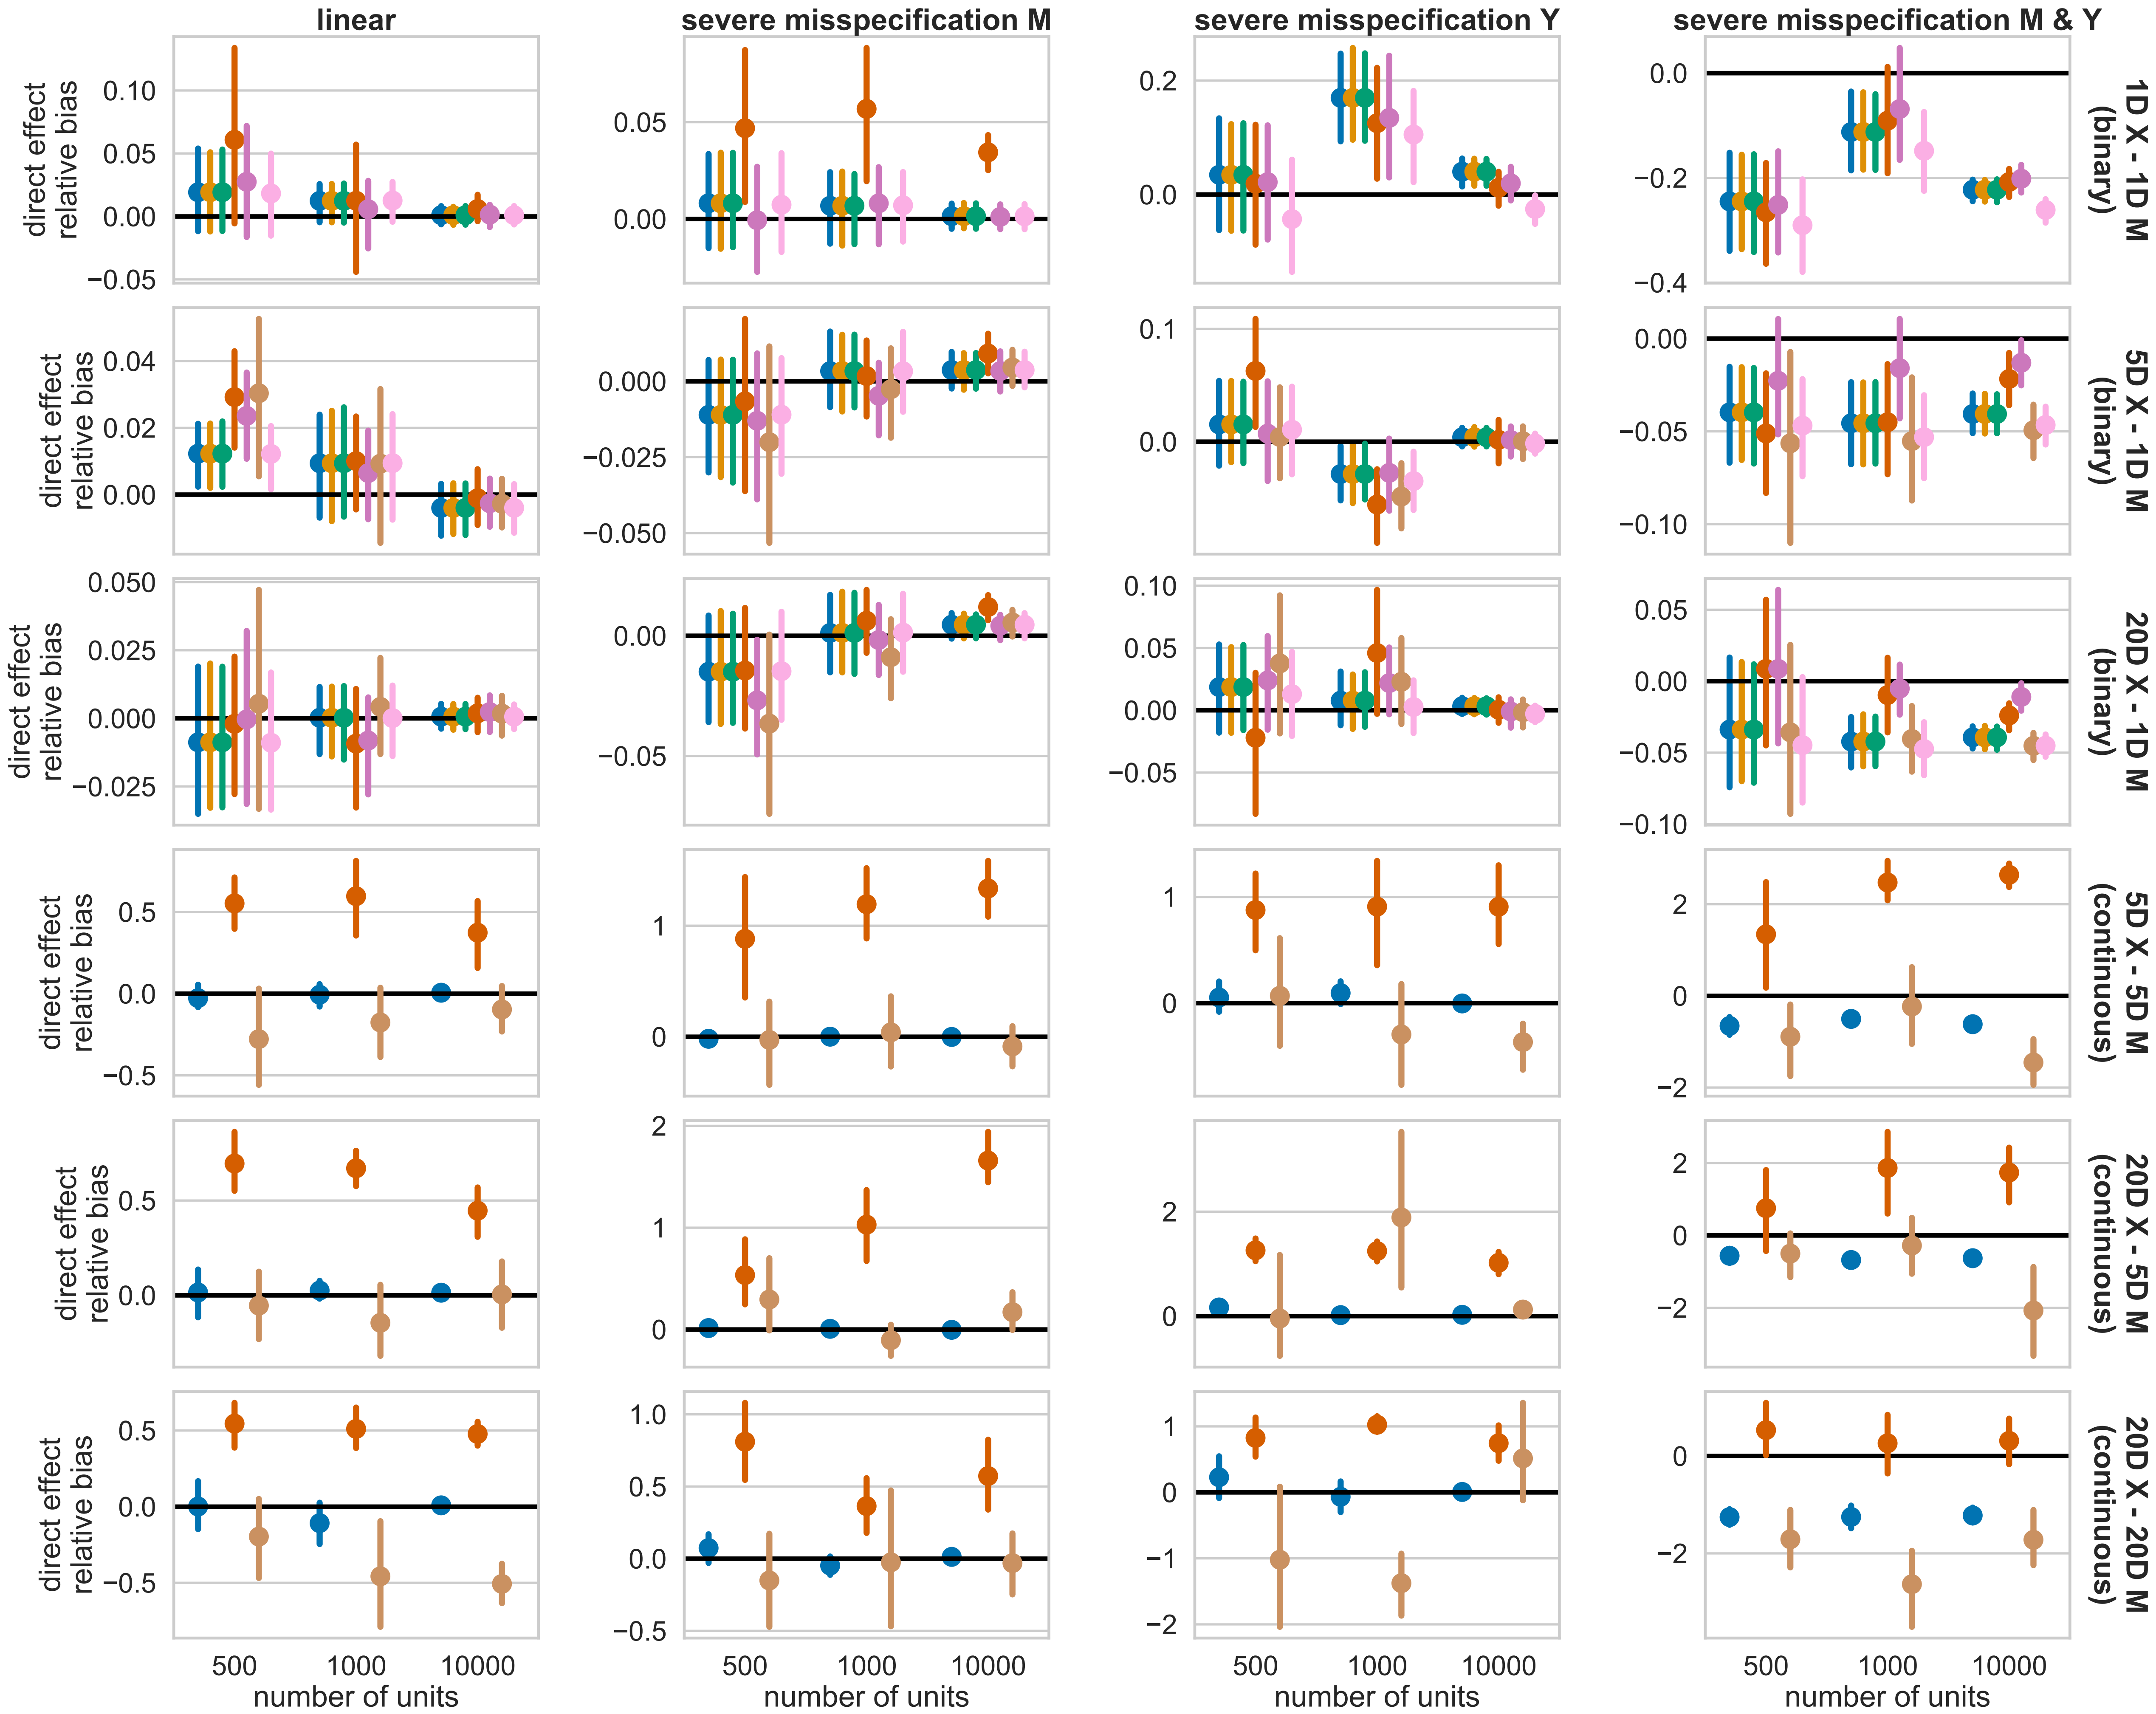 linear
severe misspecification M
severe misspecification Y
severe misspecification M & Y
direct effect
relative bias
0.10
0.05
0.00
−0.05
0.05
0.00
0.2
0.0
0.0
−0.2
−0.4
1D X - 1D M
(binary)
direct effect
relative bias
0.04
0.02
0.00
0.000
−0.025
−0.050
0.1
0.0
0.00
−0.05
−0.10
5D X - 1D M
(binary)
direct effect
relative bias
0.050
0.025
0.000
−0.025
0.00
−0.05
0.10
0.05
0.00
−0.05
0.05
0.00
−0.05
−0.10
20D X - 1D M
(binary)
direct effect
relative bias
0.5
0.0
−0.5
1
0
1
0
2
0
−2
5D X - 5D M
(continuous)
direct effect
relative bias
0.5
0.0
2
1
0
2
0
2
0
−2
20D X - 5D M
(continuous)
direct effect
relative bias
0.5
0.0
−0.5
1.0
0.5
0.0
−0.5
1
0
−1
−2
0
−2
20D X - 20D M
(continuous)
500 1000 10000
number of units
500 1000 10000
number of units
500 1000 10000
number of units
500 1000 10000
number of units